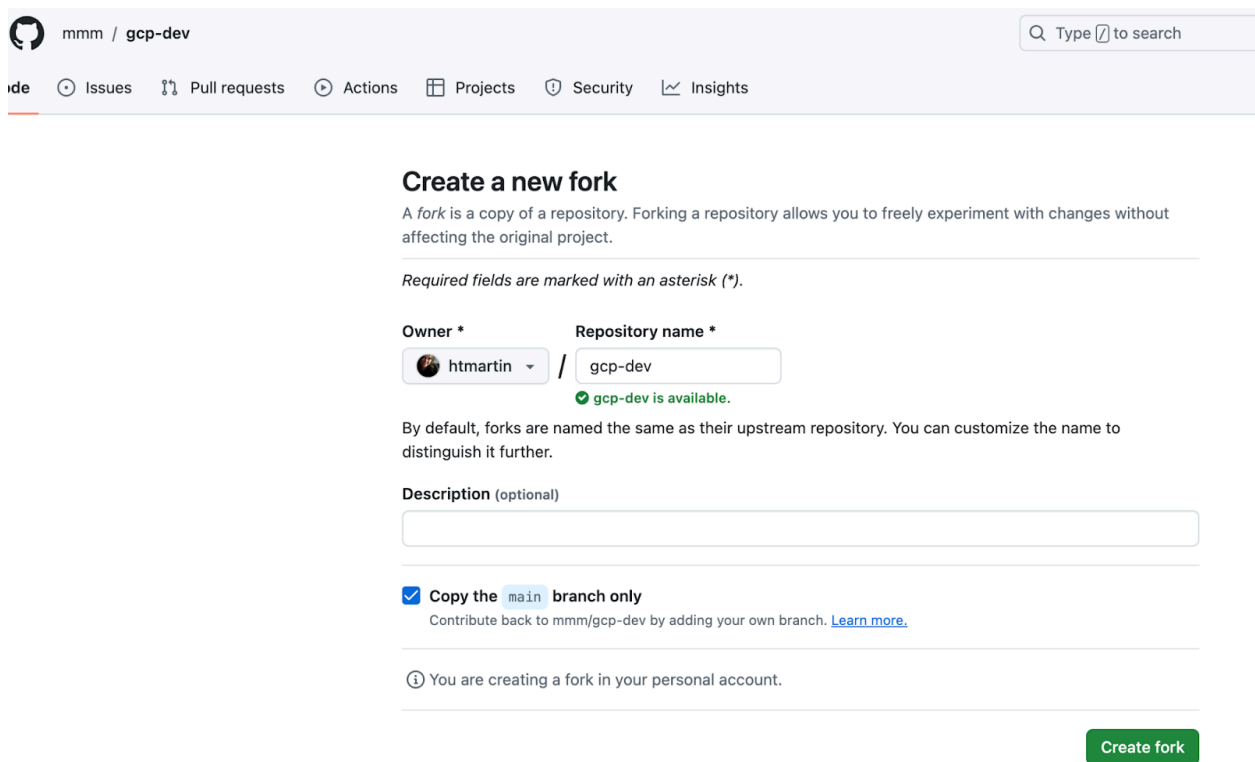 mmm / gcp-dev
Type / to search
ode
Issues
Pull requests
Actions
Projects
Security
Insights
Create a new fork
A fork is a copy of a repository. Forking a repository allows you to freely experiment with changes without
affecting the original project.
Required fields are marked with an asterisk (*).
Owner *
Repository name *
htmartin / gcp-dev
gcp-dev is available.
By default, forks are named the same as their upstream repository. You can customize the name to
distinguish it further.
Description (optional)
Copy the main branch only
Contribute back to mmm/gcp-dev by adding your own branch. Learn more.
You are creating a fork in your personal account.
Create fork